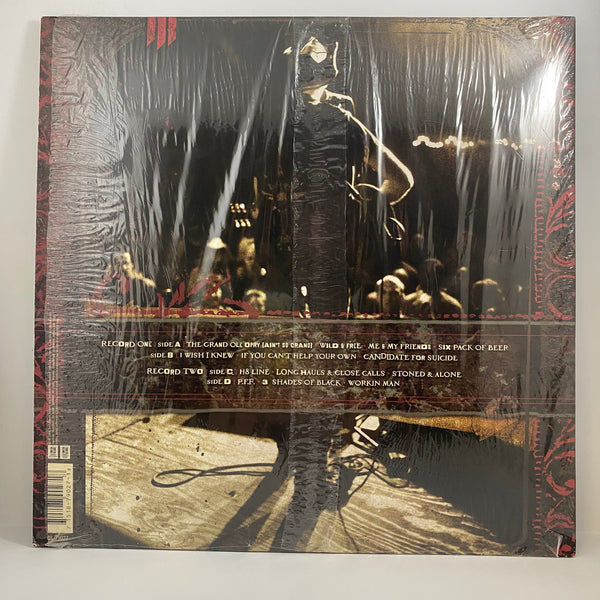 RECORD ONE SIDE A THE GRAND OLE OPRY (AIN'T SO GRAND) · WILD & FREE · ME & MY FRIENDS · SIX PACK OF BEER
SIDE B I WISH I KNEW · IF YOU CAN'T HELP YOUR OWN · CANDIDATE FOR SUICIDE
RECORD TWO SIDE C H8 LINE · LONG HAULS & CLOSE CALLS · STONED & ALONE
SIDE D P.F.F. · 3 SHADES OF BLACK · WORKIN MAN